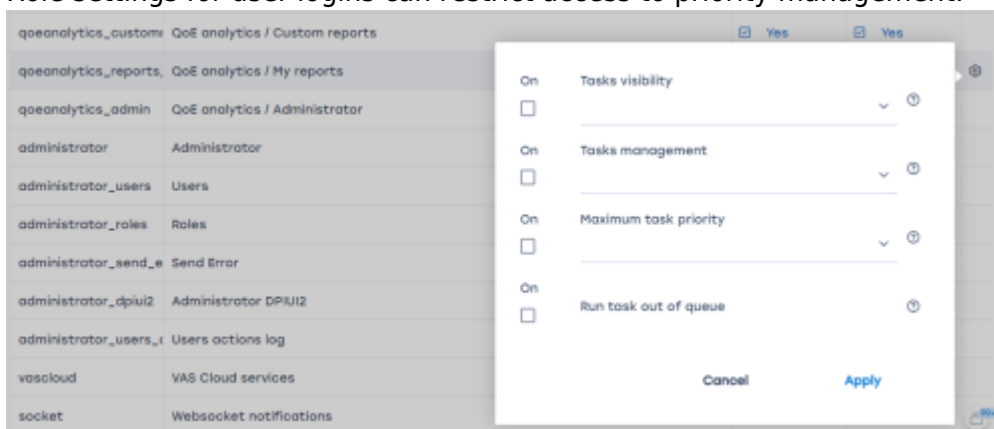 Role settings for user logins can restrict access to priority management.
qoeanalytics_custom QoE analytics / Custom reports Yes Yes
qoeanalytics_reports, QoE analytics / My reports
qoeanalytics_admin QoE analytics / Administrator
administrator Administrator
administrator_users Users
administrator_roles Roles
administrator_send_e Send Error
administrator_dpiui2 Administrator DPIUI2
administrator_users_ Users actions log
vascloud VAS Cloud services
socket Websocket notifications
On Tasks visibility
On Tasks management
On Maximum task priority
On
Run task out of queue
Cancel Apply